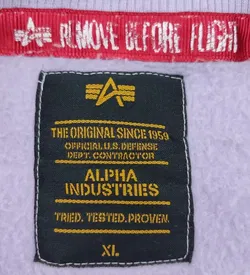 REMOVE BEFORE FLIGHT
THE ORIGINAL SINCE 1959
OFFICIAL U.S. DEFENSE
DEPT. CONTRACTOR
ALPHA
INDUSTRIES
TRIED. TESTED. PROVEN.
XL